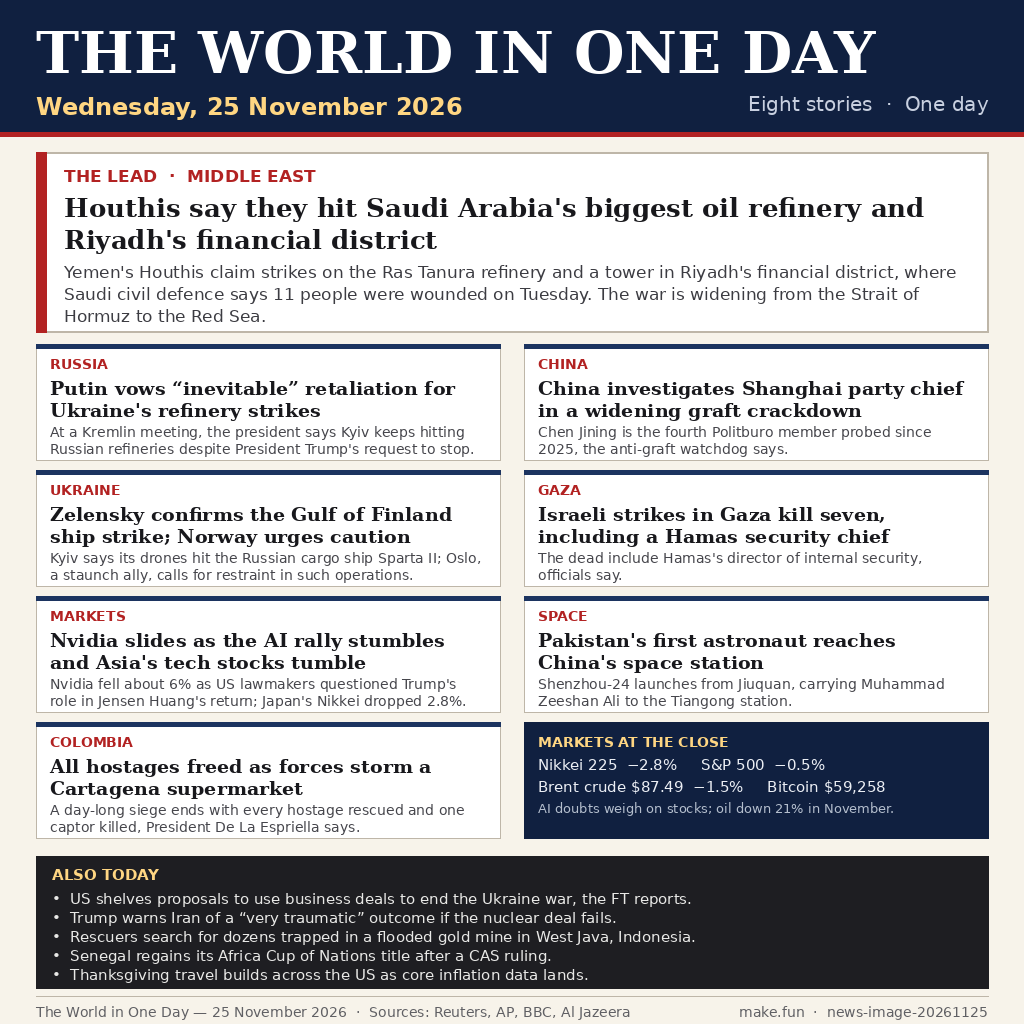 THE WORLD IN ONE DAY
Wednesday, 25 November 2026
Eight stories · One day
THE LEAD · MIDDLE EAST
Houthis say they hit Saudi Arabia's biggest oil refinery and
Riyadh's financial district
Yemen's Houthis claim strikes on the Ras Tanura refinery and a tower in Riyadh's financial district, where
Saudi civil defence says 11 people were wounded on Tuesday. The war is widening from the Strait of
Hormuz to the Red Sea.
RUSSIA
Putin vows “inevitable” retaliation for
Ukraine's refinery strikes
At a Kremlin meeting, the president says Kyiv keeps hitting
Russian refineries despite President Trump's request to stop.
CHINA
China investigates Shanghai party chief
in a widening graft crackdown
Chen Jining is the fourth Politburo member probed since
2025, the anti-graft watchdog says.
UKRAINE
Zelensky confirms the Gulf of Finland
ship strike; Norway urges caution
Kyiv says its drones hit the Russian cargo ship Sparta II; Oslo,
a staunch ally, calls for restraint in such operations.
GAZA
Israeli strikes in Gaza kill seven,
including a Hamas security chief
The dead include Hamas's director of internal security,
officials say.
MARKETS
Nvidia slides as the AI rally stumbles
and Asia's tech stocks tumble
Nvidia fell about 6% as US lawmakers questioned Trump's
role in Jensen Huang's return; Japan's Nikkei dropped 2.8%.
SPACE
Pakistan's first astronaut reaches
China's space station
Shenzhou-24 launches from Jiuquan, carrying Muhammad
Zeeshan Ali to the Tiangong station.
COLOMBIA
All hostages freed as forces storm a
Cartagena supermarket
A day-long siege ends with every hostage rescued and one
captor killed, President De La Espriella says.
MARKETS AT THE CLOSE
Nikkei 225 −2.8% S&P 500 −0.5%
Brent crude $87.49 −1.5% Bitcoin $59,258
AI doubts weigh on stocks; oil down 21% in November.
ALSO TODAY
• US shelves proposals to use business deals to end the Ukraine war, the FT reports.
• Trump warns Iran of a “very traumatic” outcome if the nuclear deal fails.
• Rescuers search for dozens trapped in a flooded gold mine in West Java, Indonesia.
• Senegal regains its Africa Cup of Nations title after a CAS ruling.
• Thanksgiving travel builds across the US as core inflation data lands.
The World in One Day — 25 November 2026 · Sources: Reuters, AP, BBC, Al Jazeera
make.fun · news-image-20261125